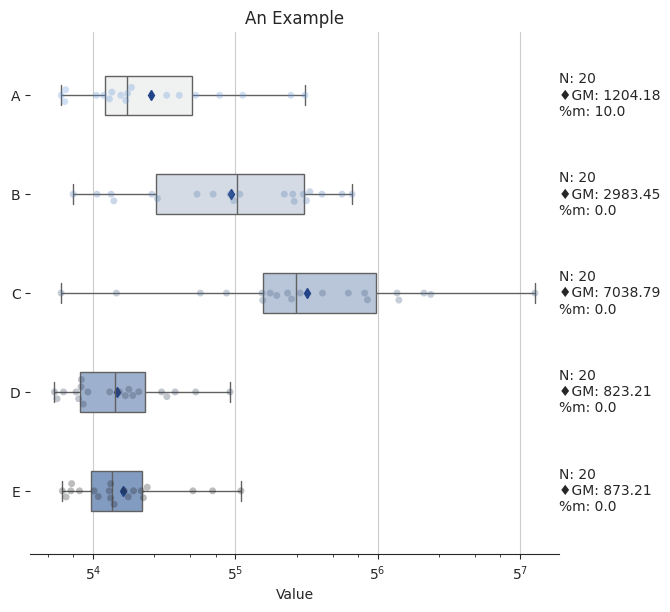 An Example
A
N: 20
♦GM: 1204.18
%m: 10.0
B
N: 20
♦GM: 2983.45
%m: 0.0
C
N: 20
♦GM: 7038.79
%m: 0.0
D
N: 20
♦GM: 823.21
%m: 0.0
E
N: 20
♦GM: 873.21
%m: 0.0
5⁴ 5⁵ 5⁶ 5⁷
Value